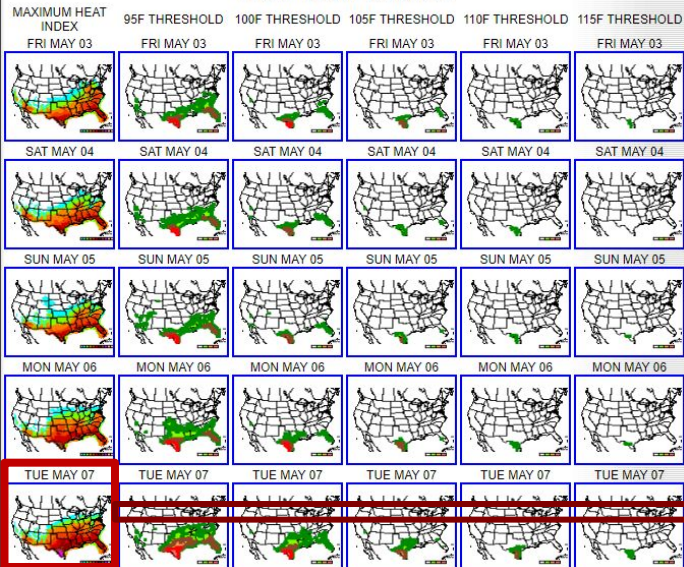 MAXIMUM HEAT INDEX 95F THRESHOLD 100F THRESHOLD 105F THRESHOLD 110F THRESHOLD 115F THRESHOLD
FRI MAY 03 FRI MAY 03 FRI MAY 03 FRI MAY 03 FRI MAY 03 FRI MAY 03
SAT MAY 04 SAT MAY 04 SAT MAY 04 SAT MAY 04 SAT MAY 04 SAT MAY 04
SUN MAY 05 SUN MAY 05 SUN MAY 05 SUN MAY 05 SUN MAY 05 SUN MAY 05
MON MAY 06 MON MAY 06 MON MAY 06 MON MAY 06 MON MAY 06 MON MAY 06
TUE MAY 07 TUE MAY 07 TUE MAY 07 TUE MAY 07 TUE MAY 07 TUE MAY 07